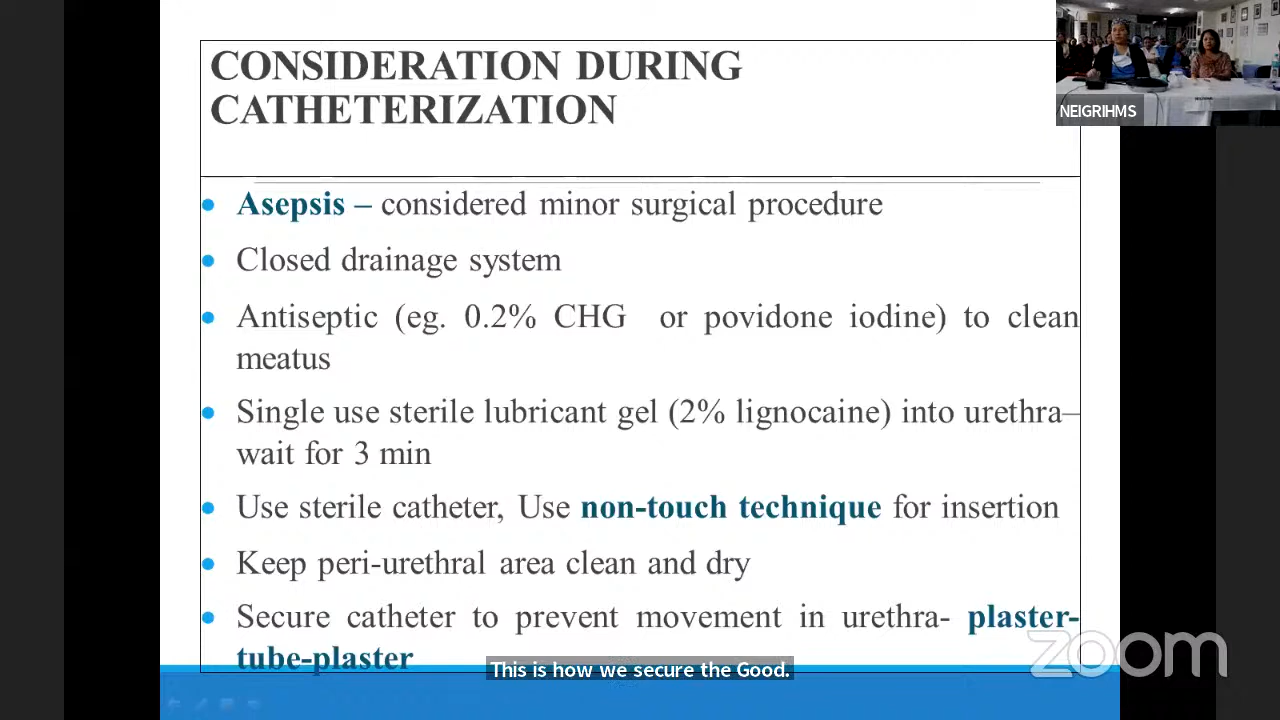 CONSIDERATION DURING
CATHETERIZATION
NEIGRIHMS
Asepsis – considered minor surgical procedure
Closed drainage system
Antiseptic (eg. 0.2% CHG or povidone iodine) to clean
meatus
Single use sterile lubricant gel (2% lignocaine) into urethra–
wait for 3 min
Use sterile catheter, Use non-touch technique for insertion
Keep peri-urethral area clean and dry
Secure catheter to prevent movement in urethra- plaster-
tube-plaster
This is how we secure the Good.
zoom